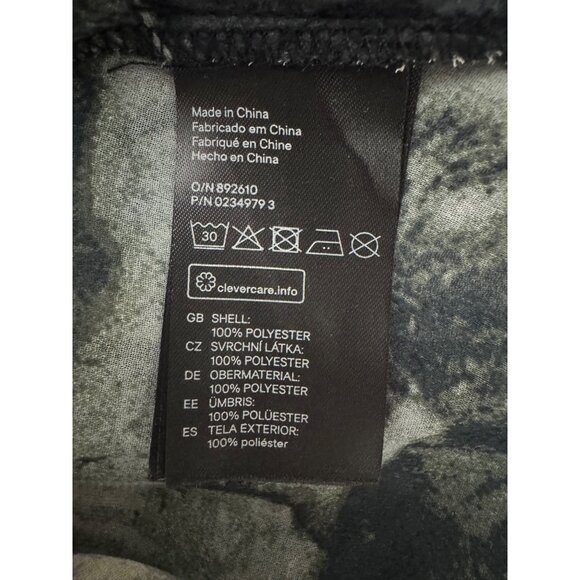 Made in China
Fabricado em China
Fabriqué en Chine
Hecho en China
O/N 892610
P/N 0234979 3
30
clevercare.info
GB SHELL:
100% POLYESTER
CZ SVRCHNÍ LÁTKA:
100% POLYESTER
DE OBERMATERIAL:
100% POLYESTER
EE ÜMBRIS:
100% POLÜESTER
ES TELA EXTERIOR:
100% poliéster